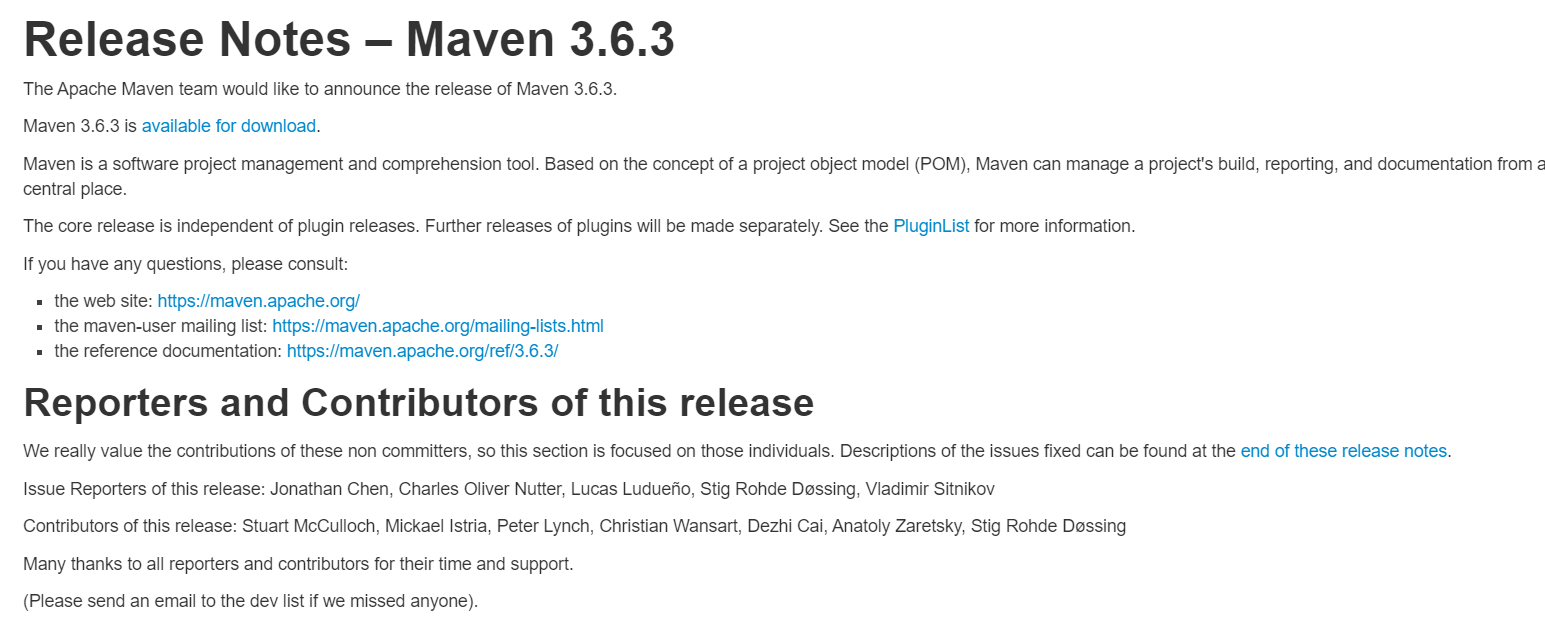 Release Notes – Maven 3.6.3
The Apache Maven team would like to announce the release of Maven 3.6.3.
Maven 3.6.3 is available for download.
Maven is a software project management and comprehension tool. Based on the concept of a project object model (POM), Maven can manage a project's build, reporting, and documentation from a
central place.
The core release is independent of plugin releases. Further releases of plugins will be made separately. See the PluginList for more information.
If you have any questions, please consult:
▪ the web site: https://maven.apache.org/
▪ the maven-user mailing list: https://maven.apache.org/mailing-lists.html
▪ the reference documentation: https://maven.apache.org/ref/3.6.3/
Reporters and Contributors of this release
We really value the contributions of these non committers, so this section is focused on those individuals. Descriptions of the issues fixed can be found at the end of these release notes.
Issue Reporters of this release: Jonathan Chen, Charles Oliver Nutter, Lucas Ludueño, Stig Rohde Døssing, Vladimir Sitnikov
Contributors of this release: Stuart McCulloch, Mickael Istria, Peter Lynch, Christian Wansart, Dezhi Cai, Anatoly Zaretsky, Stig Rohde Døssing
Many thanks to all reporters and contributors for their time and support.
(Please send an email to the dev list if we missed anyone).